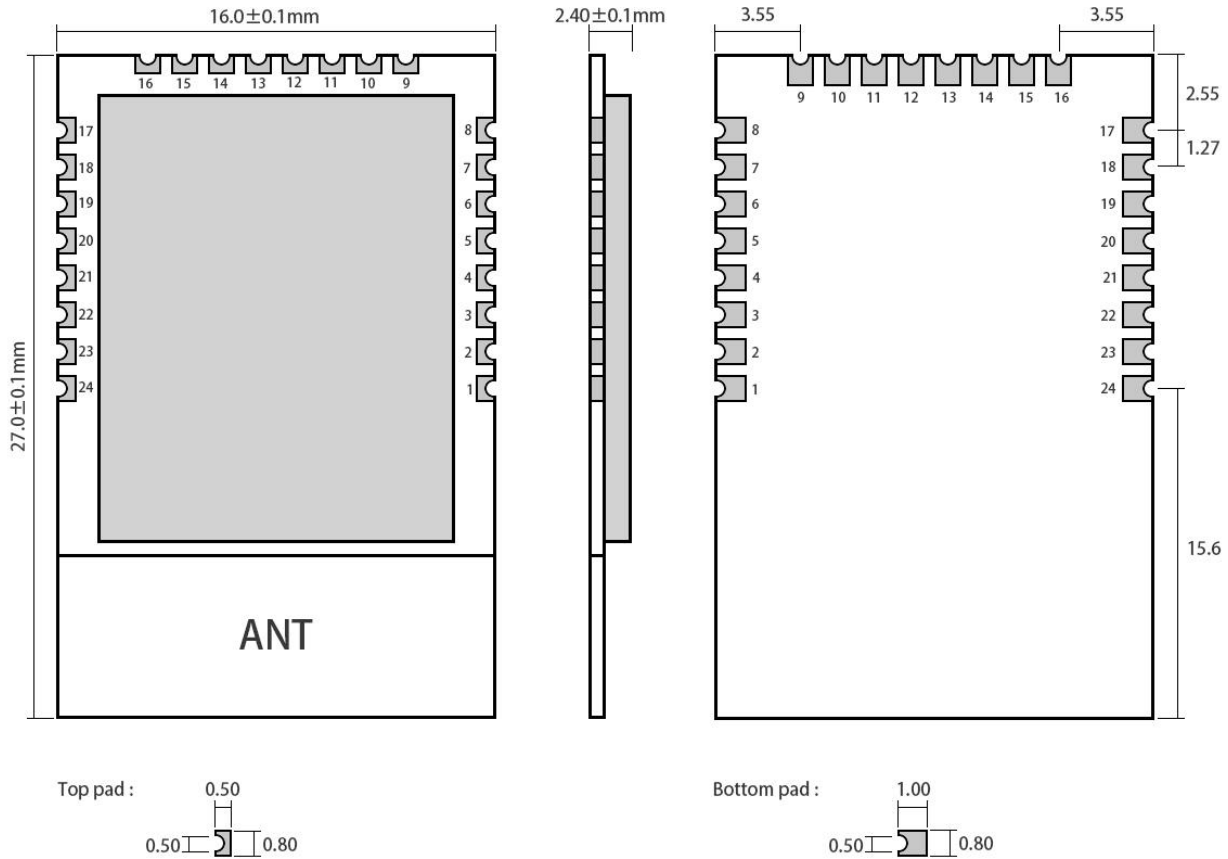 16.0±0.1mm
2.40±0.1mm
3.55
3.55
16 15 14 13 12 11 10 9
9 10 11 12 13 14 15 16
2.55
1.27
17 8
18 7
19 6
20 5
21 4
22 3
23 2
24 1
8 17
7 18
6 19
5 20
4 21
3 22
2 23
1 24
27.0±0.1mm
15.6
ANT
Top pad : 0.50
0.50 0.80
Bottom pad : 1.00
0.50 0.80